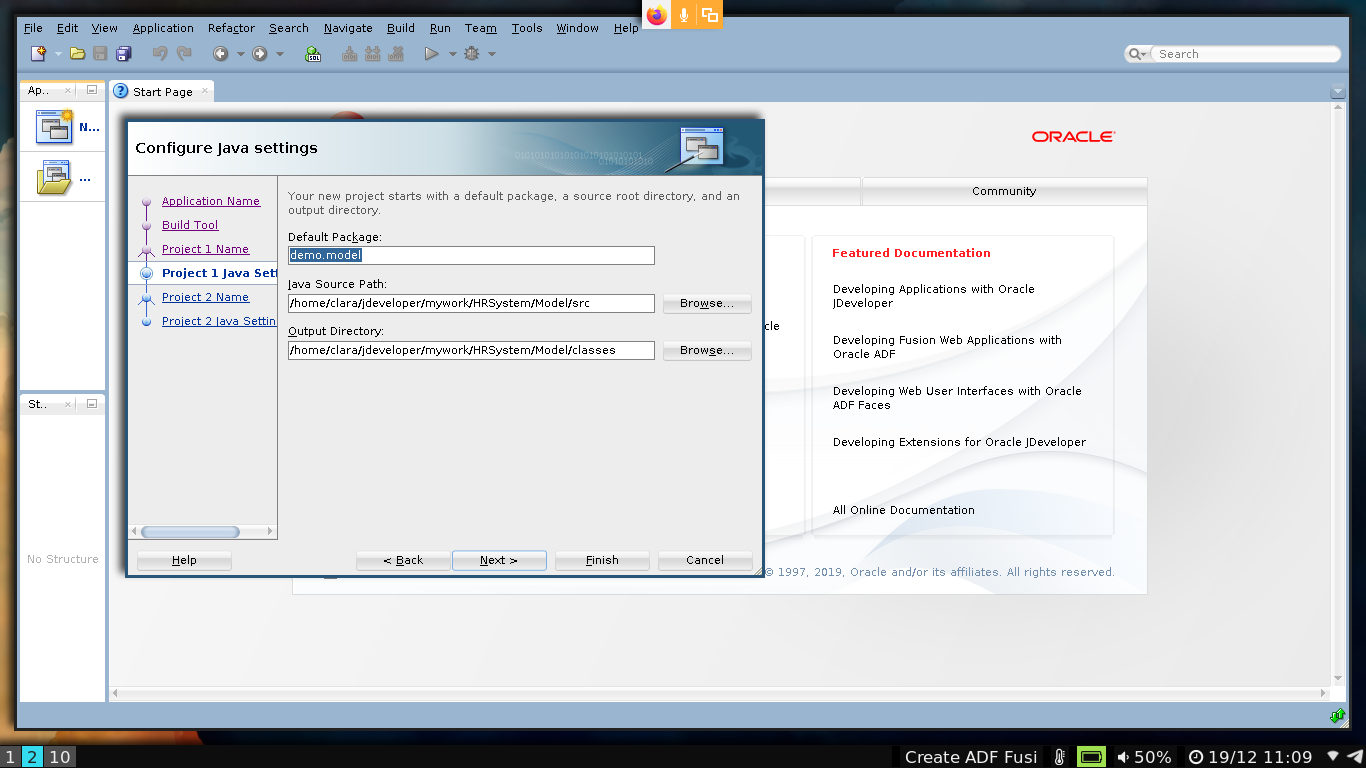 File Edit View Application Refactor Search Navigate Build Run Team Tools Window Help
SQL
Search
Ap..
Start Page
N...
...
ORACLE
Community
Configure Java settings
Application Name
Build Tool
Project 1 Name
Project 1 Java Sett
Project 2 Name
Project 2 Java Settin
Your new project starts with a default package, a source root directory, and an
output directory.
Default Package:
demo.model
Java Source Path:
/home/clara/jdeveloper/mywork/HRSystem/Model/src
Browse...
Output Directory:
/home/clara/jdeveloper/mywork/HRSystem/Model/classes
Browse...
Help
< Back
Next >
Finish
Cancel
cle
Featured Documentation
Developing Applications with Oracle
JDeveloper
Developing Fusion Web Applications with
Oracle ADF
Developing Web User Interfaces with Oracle
ADF Faces
Developing Extensions for Oracle JDeveloper
All Online Documentation
© 1997, 2019, Oracle and/or its affiliates. All rights reserved.
St..
No Structure
1 2 10
Create ADF Fusi
50%
19/12 11:09